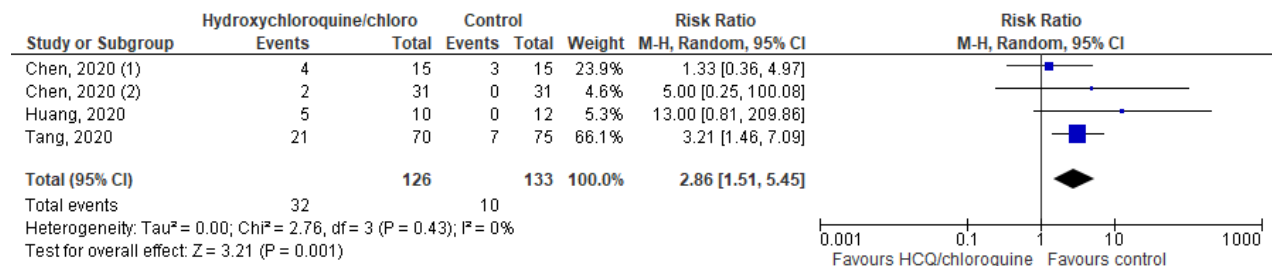 Hydroxychloroquine/chloro Control Risk Ratio Risk Ratio
Study or Subgroup Events Total Events Total Weight M-H, Random, 95% CI M-H, Random, 95% CI
Chen, 2020 (1) 4 15 3 15 23.9% 1.33 [0.36, 4.97]
Chen, 2020 (2) 2 31 0 31 4.6% 5.00 [0.25, 100.08]
Huang, 2020 5 10 0 12 5.3% 13.00 [0.81, 209.86]
Tang, 2020 21 70 7 75 66.1% 3.21 [1.46, 7.09]
Total (95% CI) 126 133 100.0% 2.86 [1.51, 5.45]
Total events 32 10
Heterogeneity: Tau² = 0.00; Chi² = 2.76, df = 3 (P = 0.43); I² = 0%
Test for overall effect: Z = 3.21 (P = 0.001)
0.001 0.1 1 10 1000
Favours HCQ/chloroquine Favours control